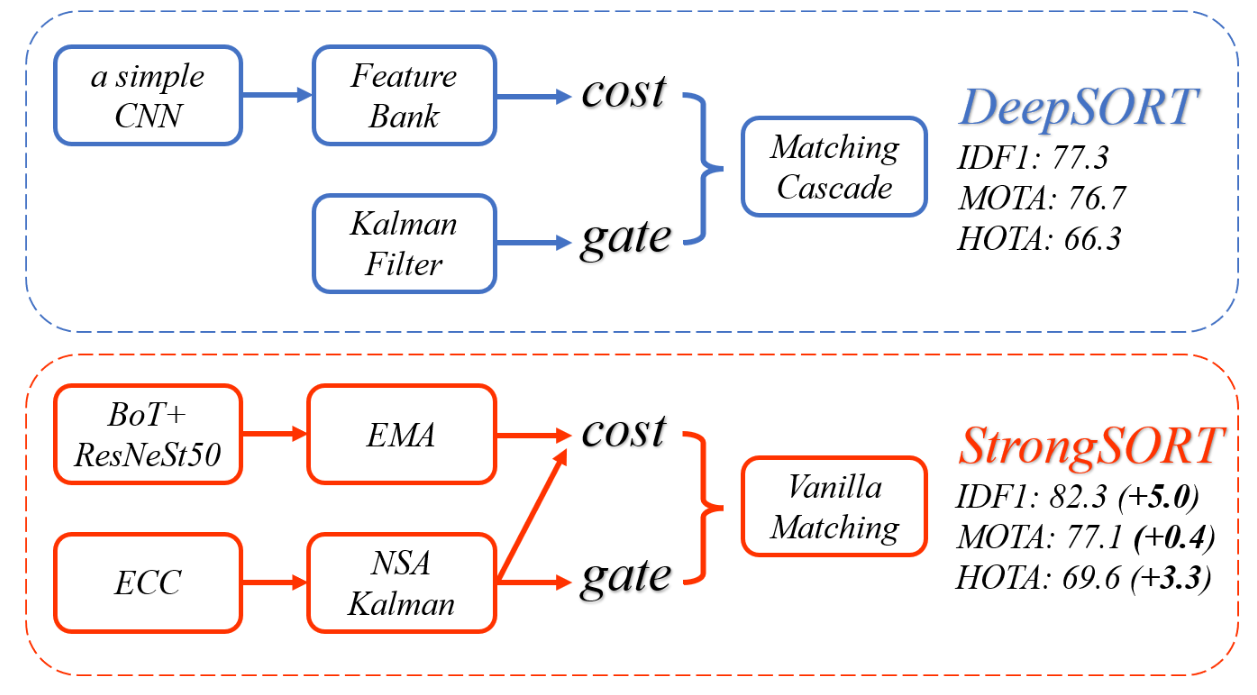 a simple
CNN
Feature
Bank
cost
Kalman
Filter
gate
Matching
Cascade
DeepSORT
IDF1: 77.3
MOTA: 76.7
HOTA: 66.3
BoT+
ResNeSt50
EMA
cost
ECC
NSA
Kalman
gate
Vanilla
Matching
StrongSORT
IDF1: 82.3 (+5.0)
MOTA: 77.1 (+0.4)
HOTA: 69.6 (+3.3)